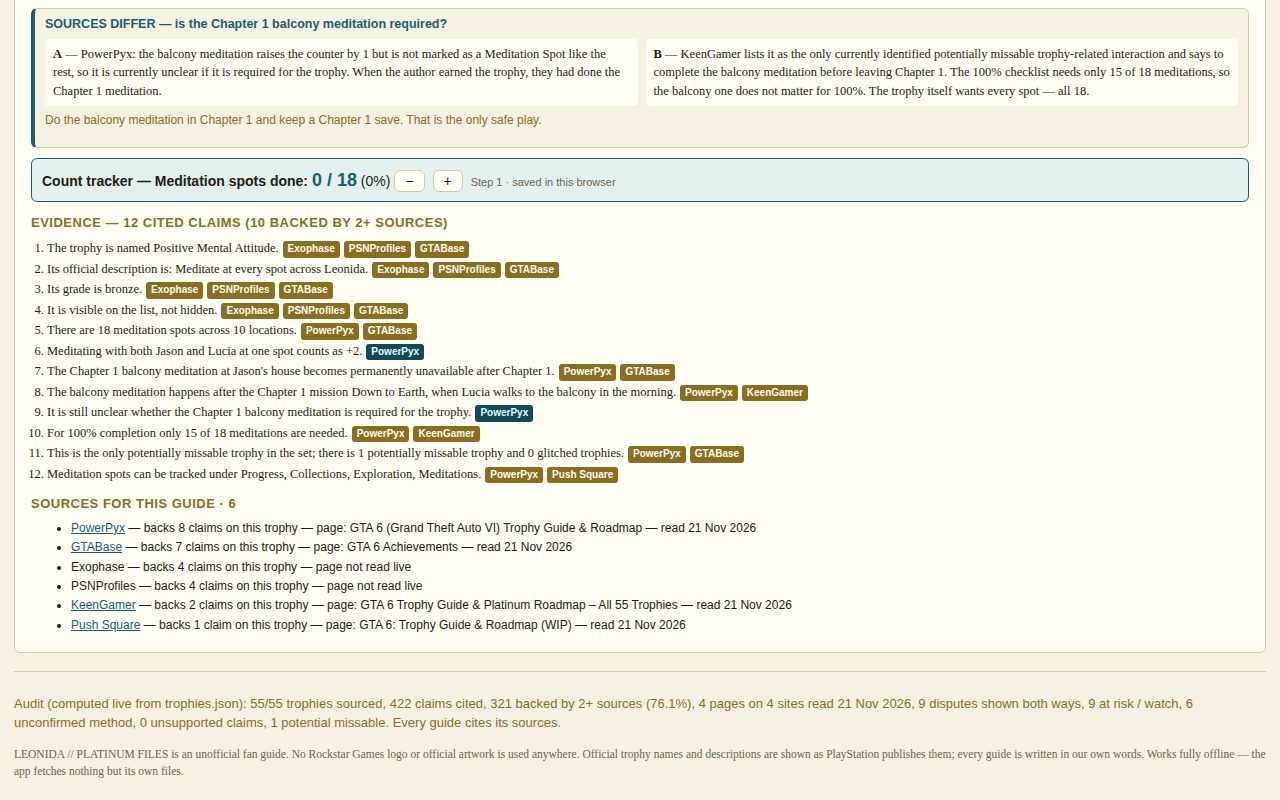 SOURCES DIFFER — is the Chapter 1 balcony meditation required?
A — PowerPyx: the balcony meditation raises the counter by 1 but is not marked as a Meditation Spot like the
rest, so it is currently unclear if it is required for the trophy. When the author earned the trophy, they had done the
Chapter 1 meditation.
B — KeenGamer lists it as the only currently identified potentially missable trophy-related interaction and says to
complete the balcony meditation before leaving Chapter 1. The 100% checklist needs only 15 of 18 meditations, so
the balcony one does not matter for 100%. The trophy itself wants every spot — all 18.
Do the balcony meditation in Chapter 1 and keep a Chapter 1 save. That is the only safe play.
Count tracker — Meditation spots done: 0 / 18 (0%) − + Step 1 · saved in this browser
EVIDENCE — 12 CITED CLAIMS (10 BACKED BY 2+ SOURCES)
1. The trophy is named Positive Mental Attitude. Exophase PSNProfiles GTABase
2. Its official description is: Meditate at every spot across Leonida. Exophase PSNProfiles GTABase
3. Its grade is bronze. Exophase PSNProfiles GTABase
4. It is visible on the list, not hidden. Exophase PSNProfiles GTABase
5. There are 18 meditation spots across 10 locations. PowerPyx GTABase
6. Meditating with both Jason and Lucia at one spot counts as +2. PowerPyx
7. The Chapter 1 balcony meditation at Jason's house becomes permanently unavailable after Chapter 1. PowerPyx GTABase
8. The balcony meditation happens after the Chapter 1 mission Down to Earth, when Lucia walks to the balcony in the morning. PowerPyx KeenGamer
9. It is still unclear whether the Chapter 1 balcony meditation is required for the trophy. PowerPyx
10. For 100% completion only 15 of 18 meditations are needed. PowerPyx KeenGamer
11. This is the only potentially missable trophy in the set; there is 1 potentially missable trophy and 0 glitched trophies. PowerPyx GTABase
12. Meditation spots can be tracked under Progress, Collections, Exploration, Meditations. PowerPyx Push Square
SOURCES FOR THIS GUIDE · 6
• PowerPyx — backs 8 claims on this trophy — page: GTA 6 (Grand Theft Auto VI) Trophy Guide & Roadmap — read 21 Nov 2026
• GTABase — backs 7 claims on this trophy — page: GTA 6 Achievements — read 21 Nov 2026
• Exophase — backs 4 claims on this trophy — page not read live
• PSNProfiles — backs 4 claims on this trophy — page not read live
• KeenGamer — backs 2 claims on this trophy — page: GTA 6 Trophy Guide & Platinum Roadmap – All 55 Trophies — read 21 Nov 2026
• Push Square — backs 1 claim on this trophy — page: GTA 6: Trophy Guide & Roadmap (WIP) — read 21 Nov 2026
Audit (computed live from trophies.json): 55/55 trophies sourced, 422 claims cited, 321 backed by 2+ sources (76.1%), 4 pages on 4 sites read 21 Nov 2026, 9 disputes shown both ways, 9 at risk / watch, 6
unconfirmed method, 0 unsupported claims, 1 potential missable. Every guide cites its sources.
LEONIDA // PLATINUM FILES is an unofficial fan guide. No Rockstar Games logo or official artwork is used anywhere. Official trophy names and descriptions are shown as PlayStation publishes them; every guide is written in our own words. Works fully offline — the
app fetches nothing but its own files.